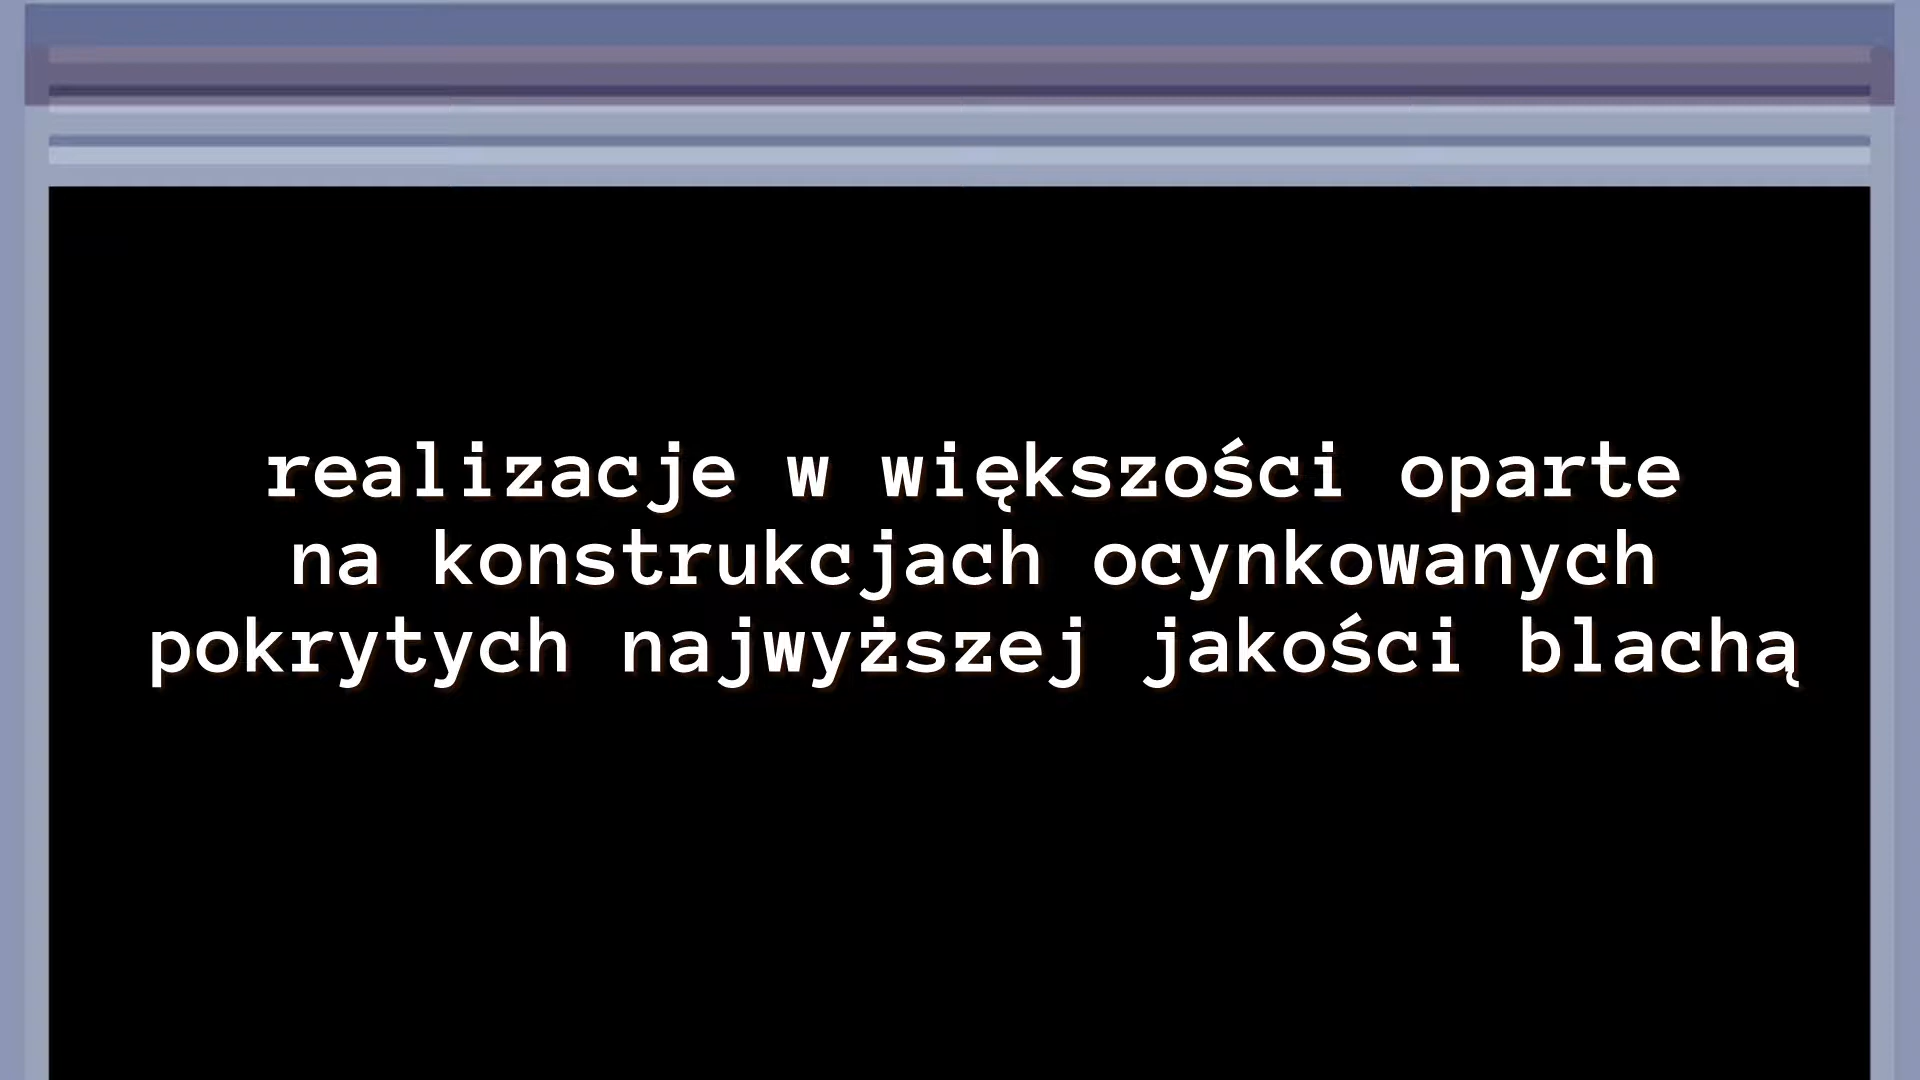 realizacje w większości oparte
na konstrukcjach ocynkowanych
pokrytych najwyższej jakości blachą